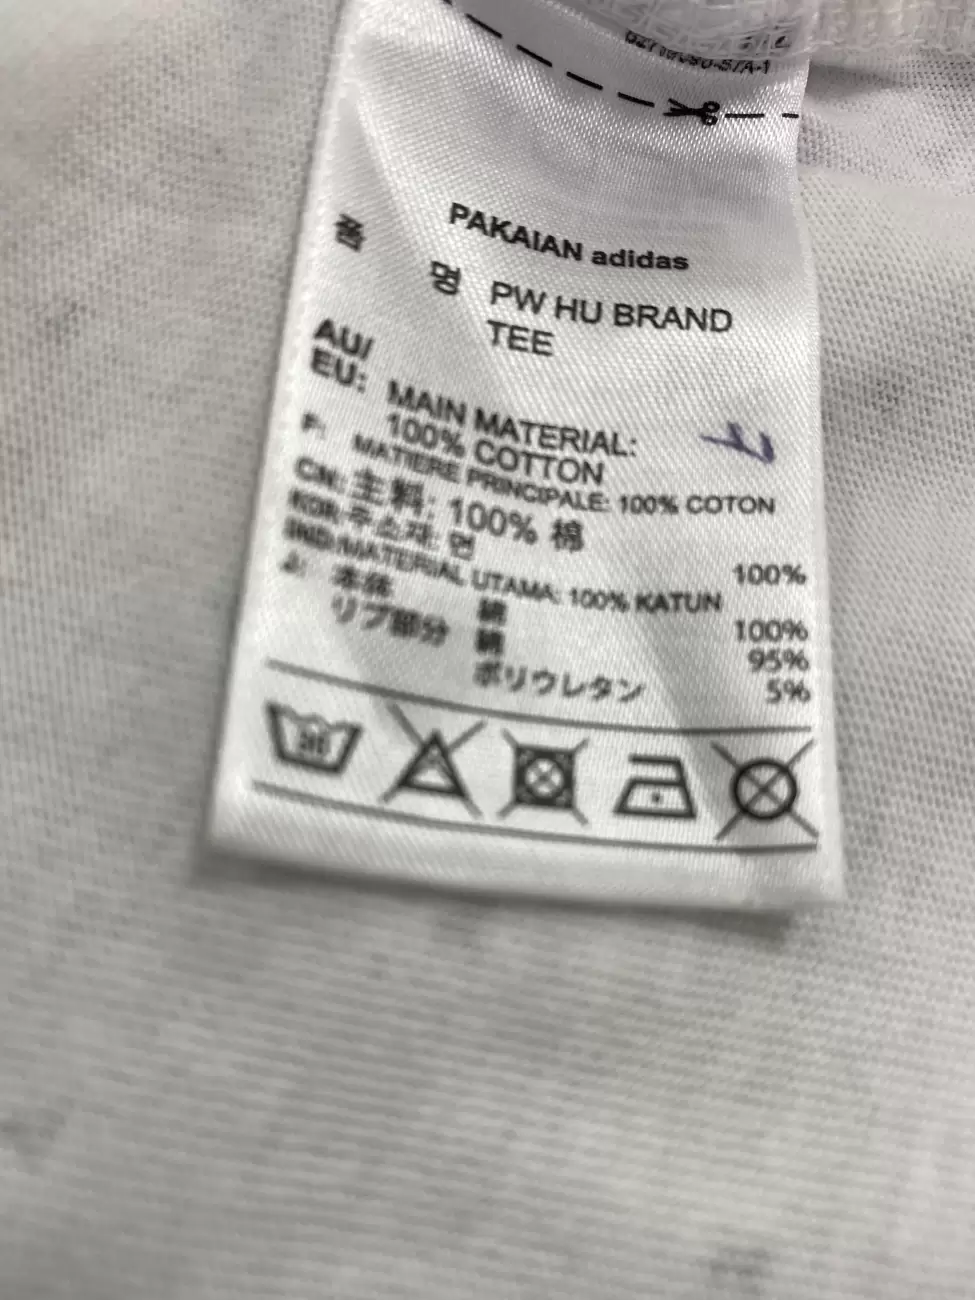 PAKAIAN adidas
품 명 PW HU BRAND
TEE
AU/
EU: MAIN MATERIAL:
100% COTTON
F: MATIERE PRINCIPALE: 100% COTON
CN: 主料: 100% 棉
KOR: 주소재: 면 100%
IND:MATERIAL UTAMA: 100% KATUN
J: 本体 綿 100%
リブ部分 綿 95%
ポリウレタン 5%
30